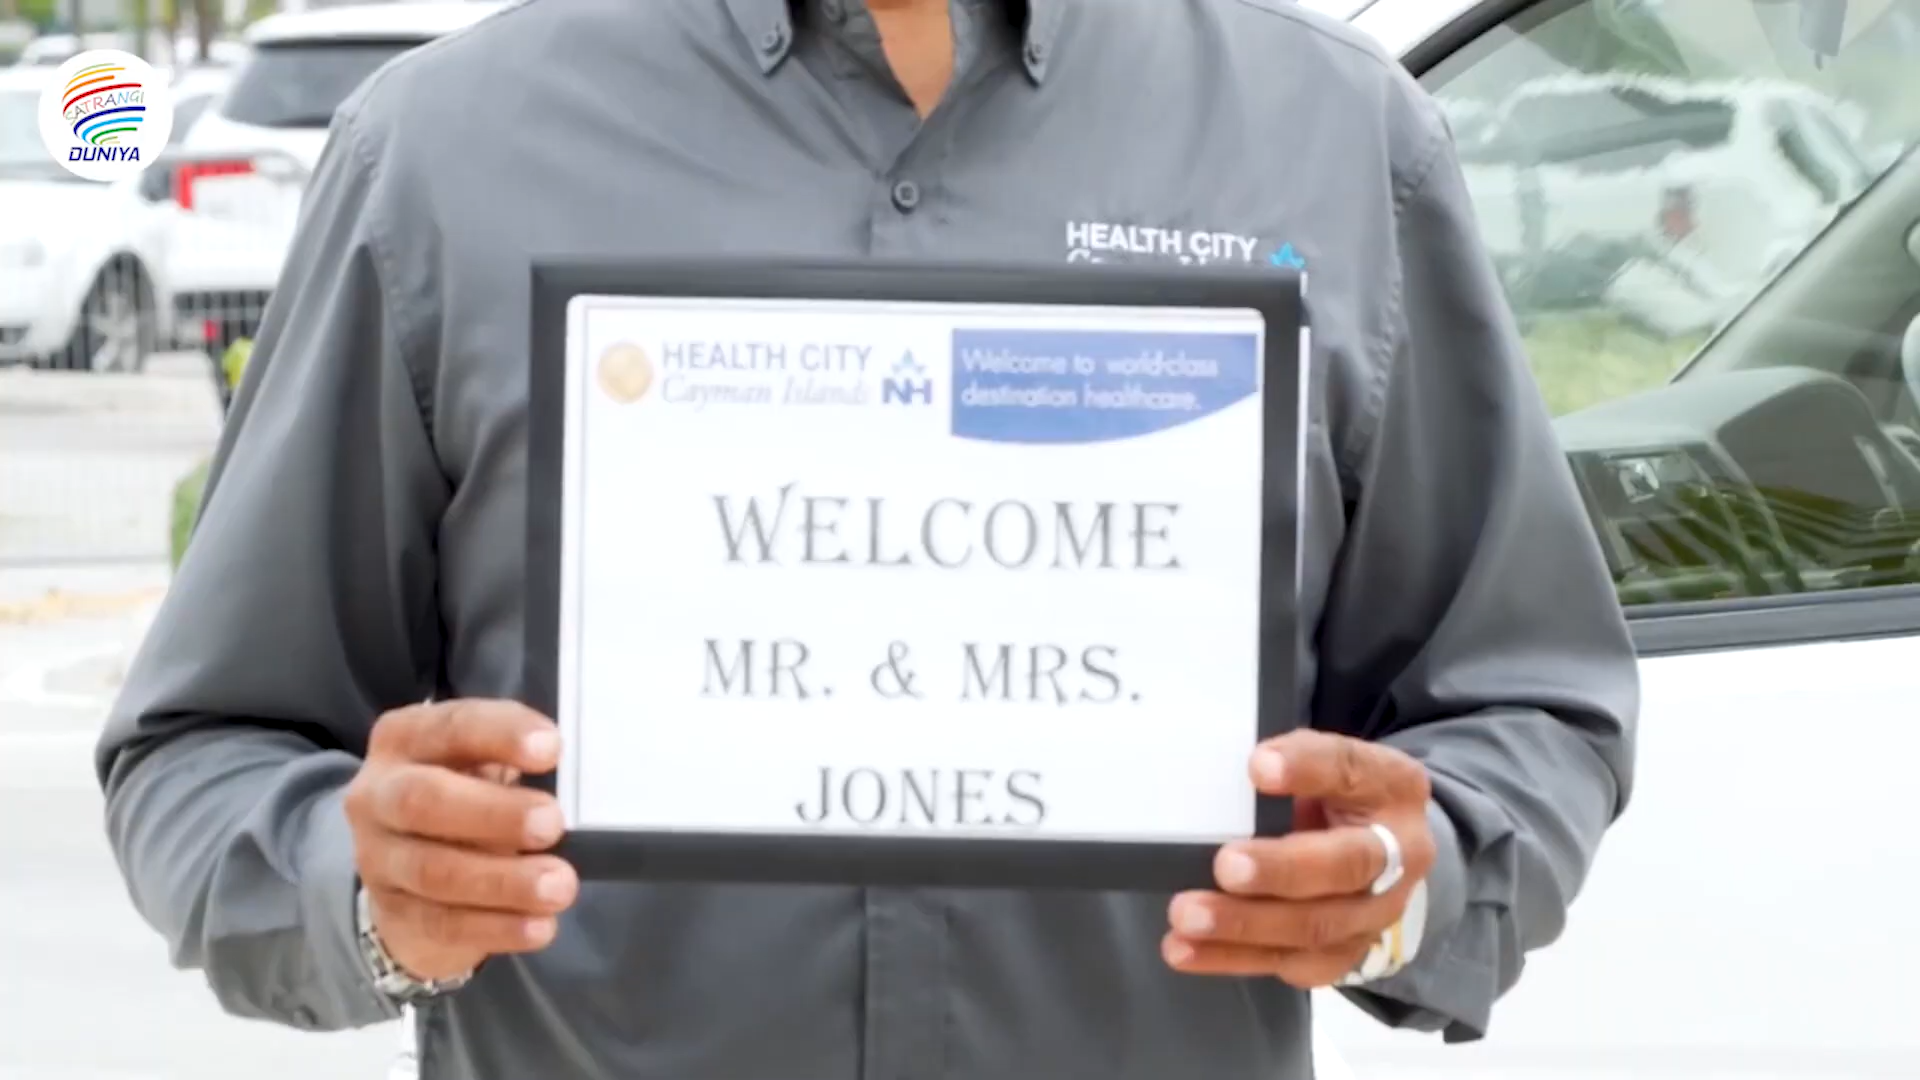 SATRANGI
DUNIYA
HEALTH CITY
HEALTH CITY
Cayman Islands
NH
Welcome to world-class
destination healthcare.
WELCOME
MR. & MRS.
JONES